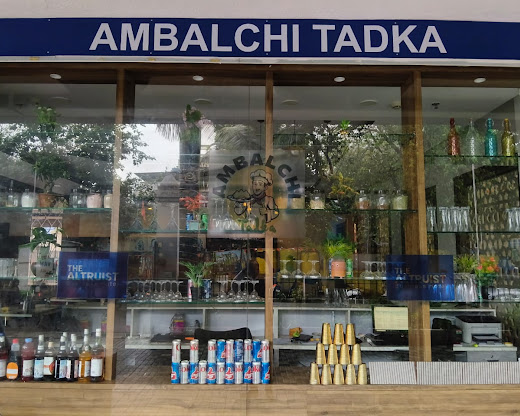 AMBALCHI TADKA
AMBALCHI
THE
ALTRUIST
THE
ALTRUIST